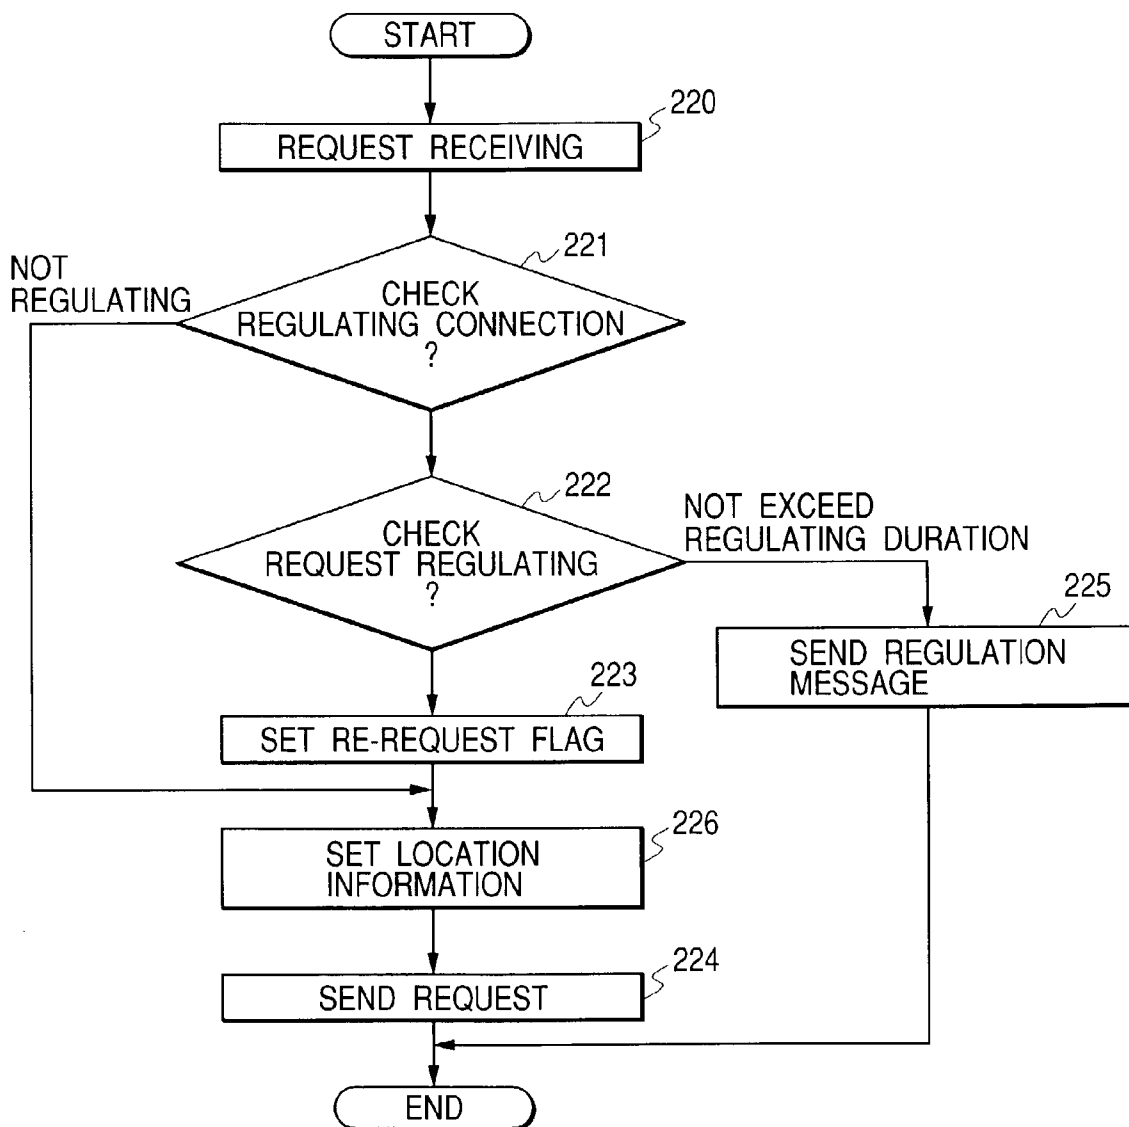 START
220
REQUEST RECEIVING
221
NOT
REGULATING
CHECK
REGULATING CONNECTION
?
222
NOT EXCEED
REGULATING DURATION
CHECK
REQUEST REGULATING
?
225
SEND REGULATION
MESSAGE
223
SET RE-REQUEST FLAG
226
SET LOCATION
INFORMATION
224
SEND REQUEST
END